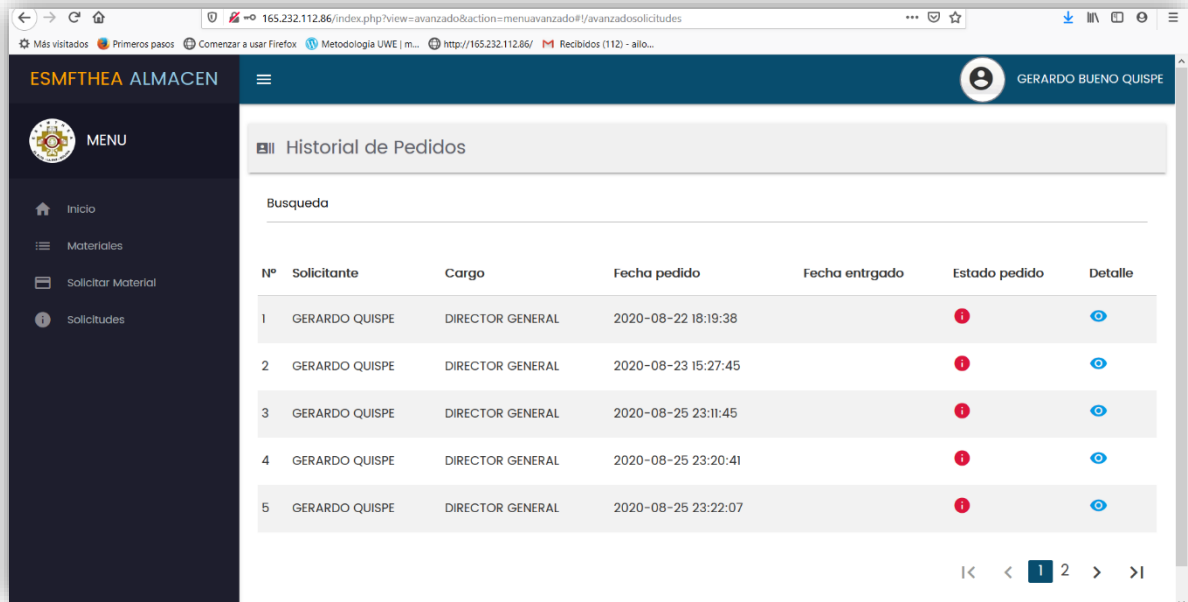 165.232.112.86/index.php?view=avanzado&action=menuavanzado#!/avanzadosolicitudes
Más visitados Primeros pasos Comenzar a usar Firefox Metodologia UWE | m... http://165.232.112.86/ Recibidos (112) - ailo...
ESMFTHEA ALMACEN GERARDO BUENO QUISPE
MENU
Inicio
Materiales
Solicitar Material
Solicitudes
Historial de Pedidos
Busqueda
Nº Solicitante Cargo Fecha pedido Fecha entrgado Estado pedido Detalle
1 GERARDO QUISPE DIRECTOR GENERAL 2020-08-22 18:19:38
2 GERARDO QUISPE DIRECTOR GENERAL 2020-08-23 15:27:45
3 GERARDO QUISPE DIRECTOR GENERAL 2020-08-25 23:11:45
4 GERARDO QUISPE DIRECTOR GENERAL 2020-08-25 23:20:41
5 GERARDO QUISPE DIRECTOR GENERAL 2020-08-25 23:22:07
1 2